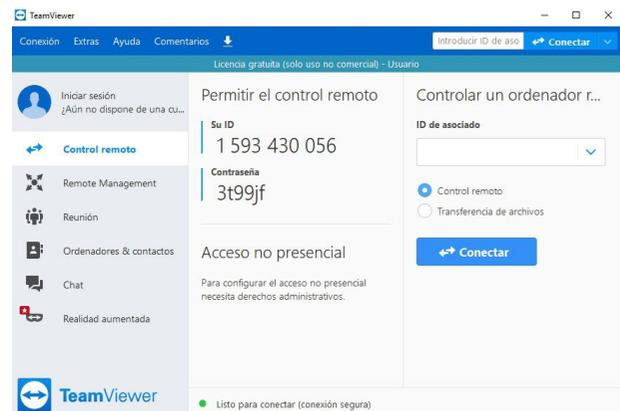 TeamViewer
Conexión Extras Ayuda Comentarios Introducir ID de aso Conectar
Licencia gratuita (solo uso no comercial) - Usuario
Iniciar sesión
¿Aún no dispone de una cu...
Control remoto
Remote Management
Reunión
Ordenadores & contactos
Chat
Realidad aumentada
TeamViewer
Permitir el control remoto
Su ID
1 593 430 056
Contraseña
3t99jf
Acceso no presencial
Para configurar el acceso no presencial
necesita derechos administrativos.
Controlar un ordenador r...
ID de asociado
Control remoto
Transferencia de archivos
Conectar
Listo para conectar (conexión segura)